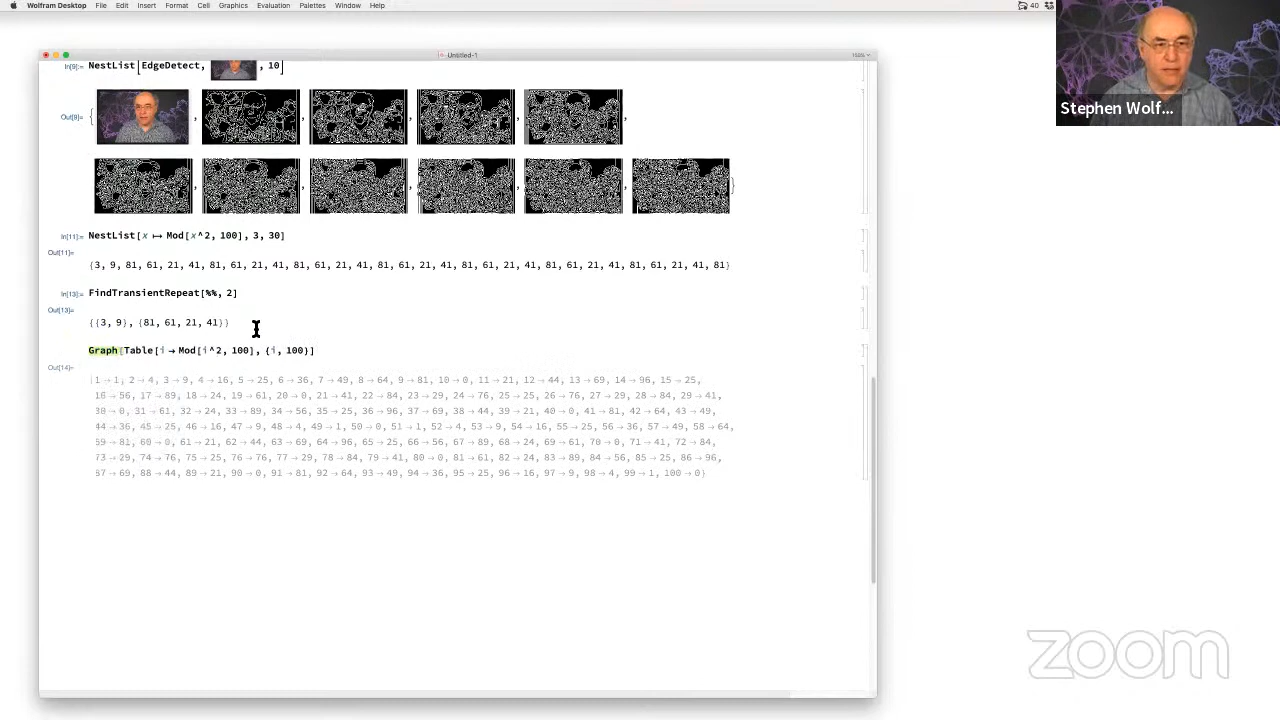 Wolfram Desktop File Edit Insert Format Cell Graphics Evaluation Palettes Window Help 40
Untitled-1 150%
In[9]:= NestList[EdgeDetect, , 10]
Out[9]= { , , , , ,
, , , , , }
In[11]:= NestList[x ↦ Mod[x^2, 100], 3, 30]
Out[11]=
{3, 9, 81, 61, 21, 41, 81, 61, 21, 41, 81, 61, 21, 41, 81, 61, 21, 41, 81, 61, 21, 41, 81, 61, 21, 41, 81, 61, 21, 41, 81}
In[13]:= FindTransientRepeat[%%, 2]
Out[13]=
{{3, 9}, {81, 61, 21, 41}}
Graph[Table[i → Mod[i^2, 100], {i, 100}]
Out[14]=
{1 → 1, 2 → 4, 3 → 9, 4 → 16, 5 → 25, 6 → 36, 7 → 49, 8 → 64, 9 → 81, 10 → 0, 11 → 21, 12 → 44, 13 → 69, 14 → 96, 15 → 25,
16 → 56, 17 → 89, 18 → 24, 19 → 61, 20 → 0, 21 → 41, 22 → 84, 23 → 29, 24 → 76, 25 → 25, 26 → 76, 27 → 29, 28 → 84, 29 → 41,
30 → 0, 31 → 61, 32 → 24, 33 → 89, 34 → 56, 35 → 25, 36 → 96, 37 → 69, 38 → 44, 39 → 21, 40 → 0, 41 → 81, 42 → 64, 43 → 49,
44 → 36, 45 → 25, 46 → 16, 47 → 9, 48 → 4, 49 → 1, 50 → 0, 51 → 1, 52 → 4, 53 → 9, 54 → 16, 55 → 25, 56 → 36, 57 → 49, 58 → 64,
59 → 81, 60 → 0, 61 → 21, 62 → 44, 63 → 69, 64 → 96, 65 → 25, 66 → 56, 67 → 89, 68 → 24, 69 → 61, 70 → 0, 71 → 41, 72 → 84,
73 → 29, 74 → 76, 75 → 25, 76 → 76, 77 → 29, 78 → 84, 79 → 41, 80 → 0, 81 → 61, 82 → 24, 83 → 89, 84 → 56, 85 → 25, 86 → 96,
87 → 69, 88 → 44, 89 → 21, 90 → 0, 91 → 81, 92 → 64, 93 → 49, 94 → 36, 95 → 25, 96 → 16, 97 → 9, 98 → 4, 99 → 1, 100 → 0}
Stephen Wolf...
zoom